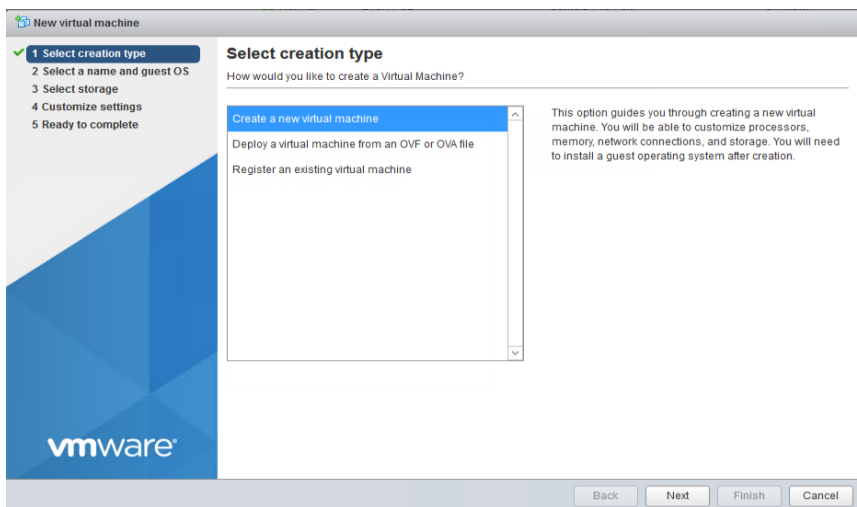 New virtual machine
1 Select creation type
2 Select a name and guest OS
3 Select storage
4 Customize settings
5 Ready to complete
Select creation type
How would you like to create a Virtual Machine?
Create a new virtual machine
Deploy a virtual machine from an OVF or OVA file
Register an existing virtual machine
This option guides you through creating a new virtual
machine. You will be able to customize processors,
memory, network connections, and storage. You will need
to install a guest operating system after creation.
vmware
Back
Next
Finish
Cancel